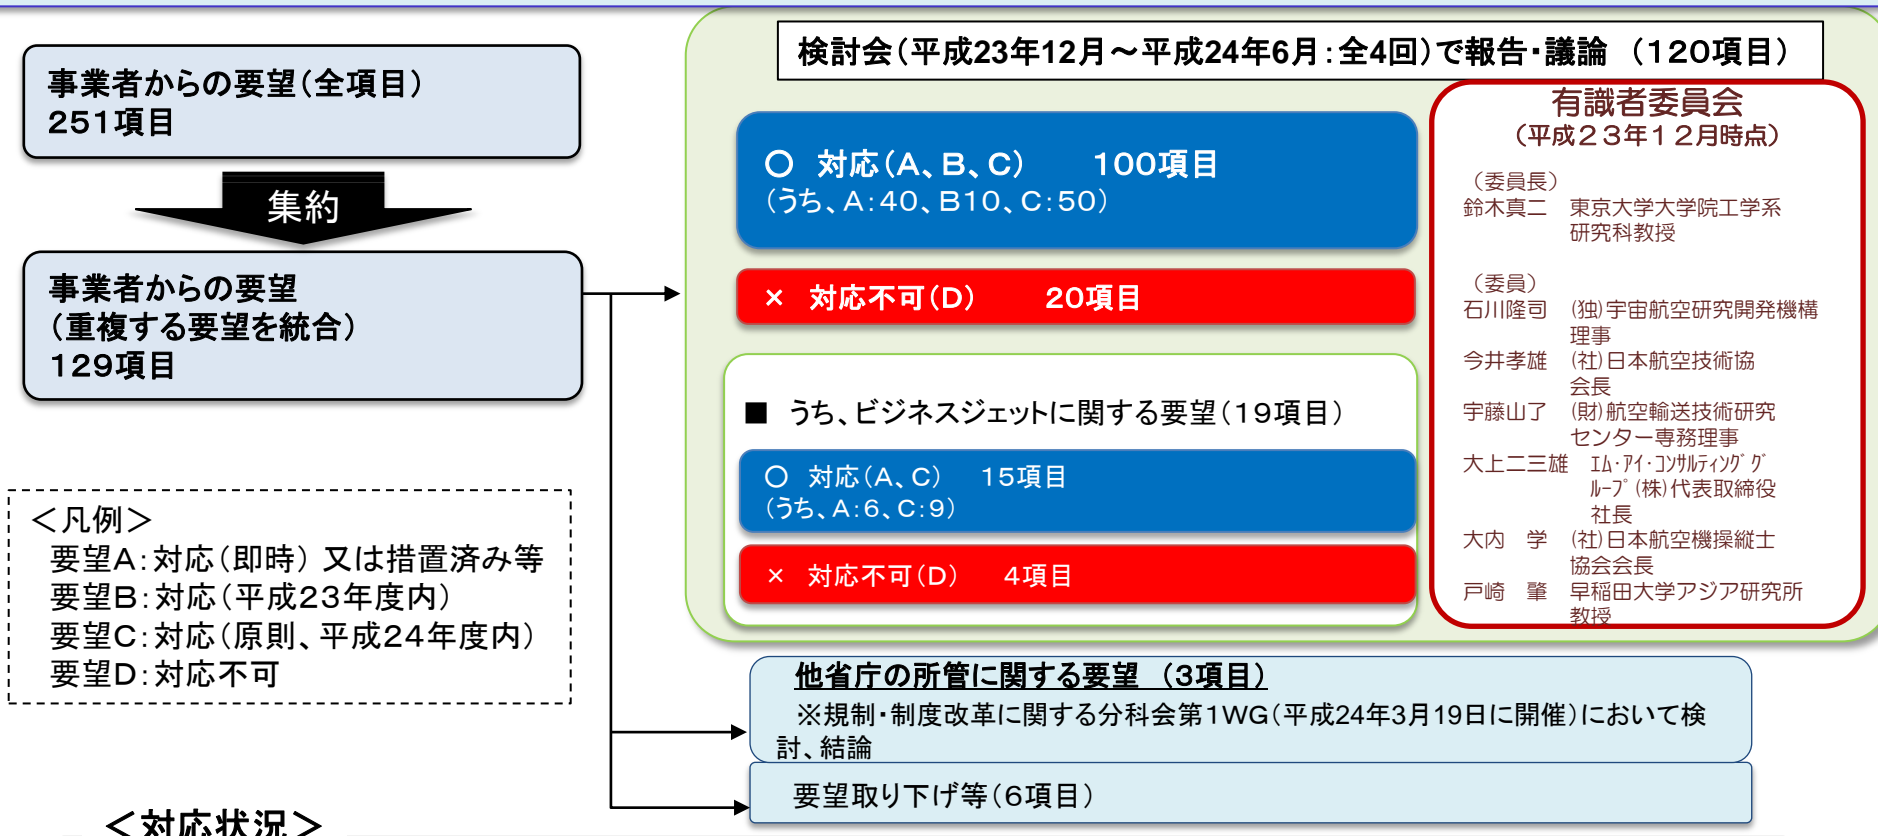 事業者からの要望(全項目)
251項目
集約
事業者からの要望
(重複する要望を統合)
129項目
<凡例>
要望A:対応(即時) 又は措置済み等
要望B:対応(平成23年度内)
要望C:対応(原則、平成24年度内)
要望D:対応不可
検討会(平成23年12月～平成24年6月:全4回)で報告・議論 (120項目)
○ 対応(A、B、C) 100項目
(うち、A:40、B10、C:50)
× 対応不可(D) 20項目
■ うち、ビジネスジェットに関する要望(19項目)
○ 対応(A、C) 15項目
(うち、A:6、C:9)
× 対応不可(D) 4項目
有識者委員会
(平成23年12月時点)
(委員長)
鈴木真二 東京大学大学院工学系
研究科教授
(委員)
石川隆司 (独)宇宙航空研究開発機構
理事
今井孝雄 (社)日本航空技術協
会長
宇藤山了 (財)航空輸送技術研究
センター専務理事
大上二三雄 エム・アイ・コンサルティンググ
ループ(株)代表取締役
社長
大内 学 (社)日本航空機操縦士
協会会長
戸崎 肇 早稲田大学アジア研究所
教授
他省庁の所管に関する要望 (3項目)
※規制・制度改革に関する分科会第1WG(平成24年3月19日に開催)において検
討、結論
要望取り下げ等(6項目)
<対応状況>